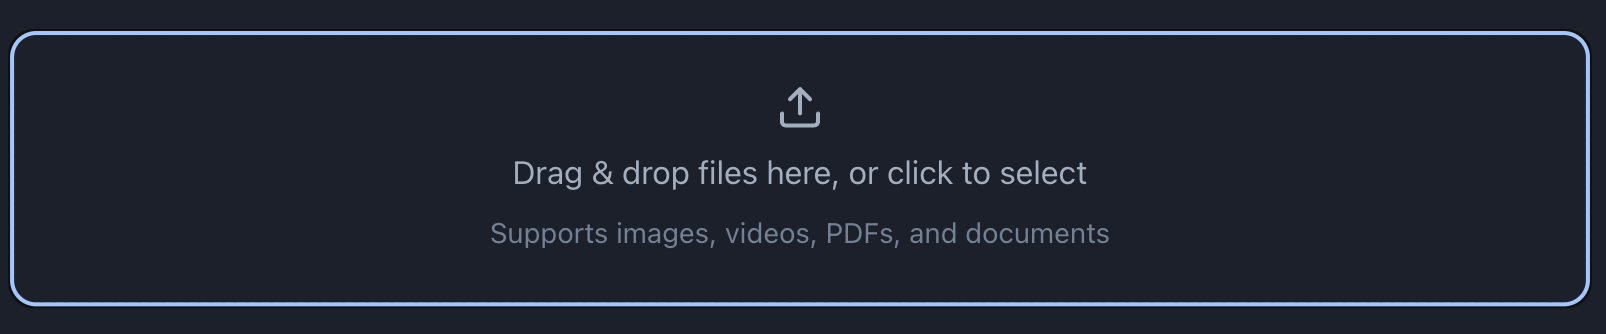 Drag & drop files here, or click to select
Supports images, videos, PDFs, and documents